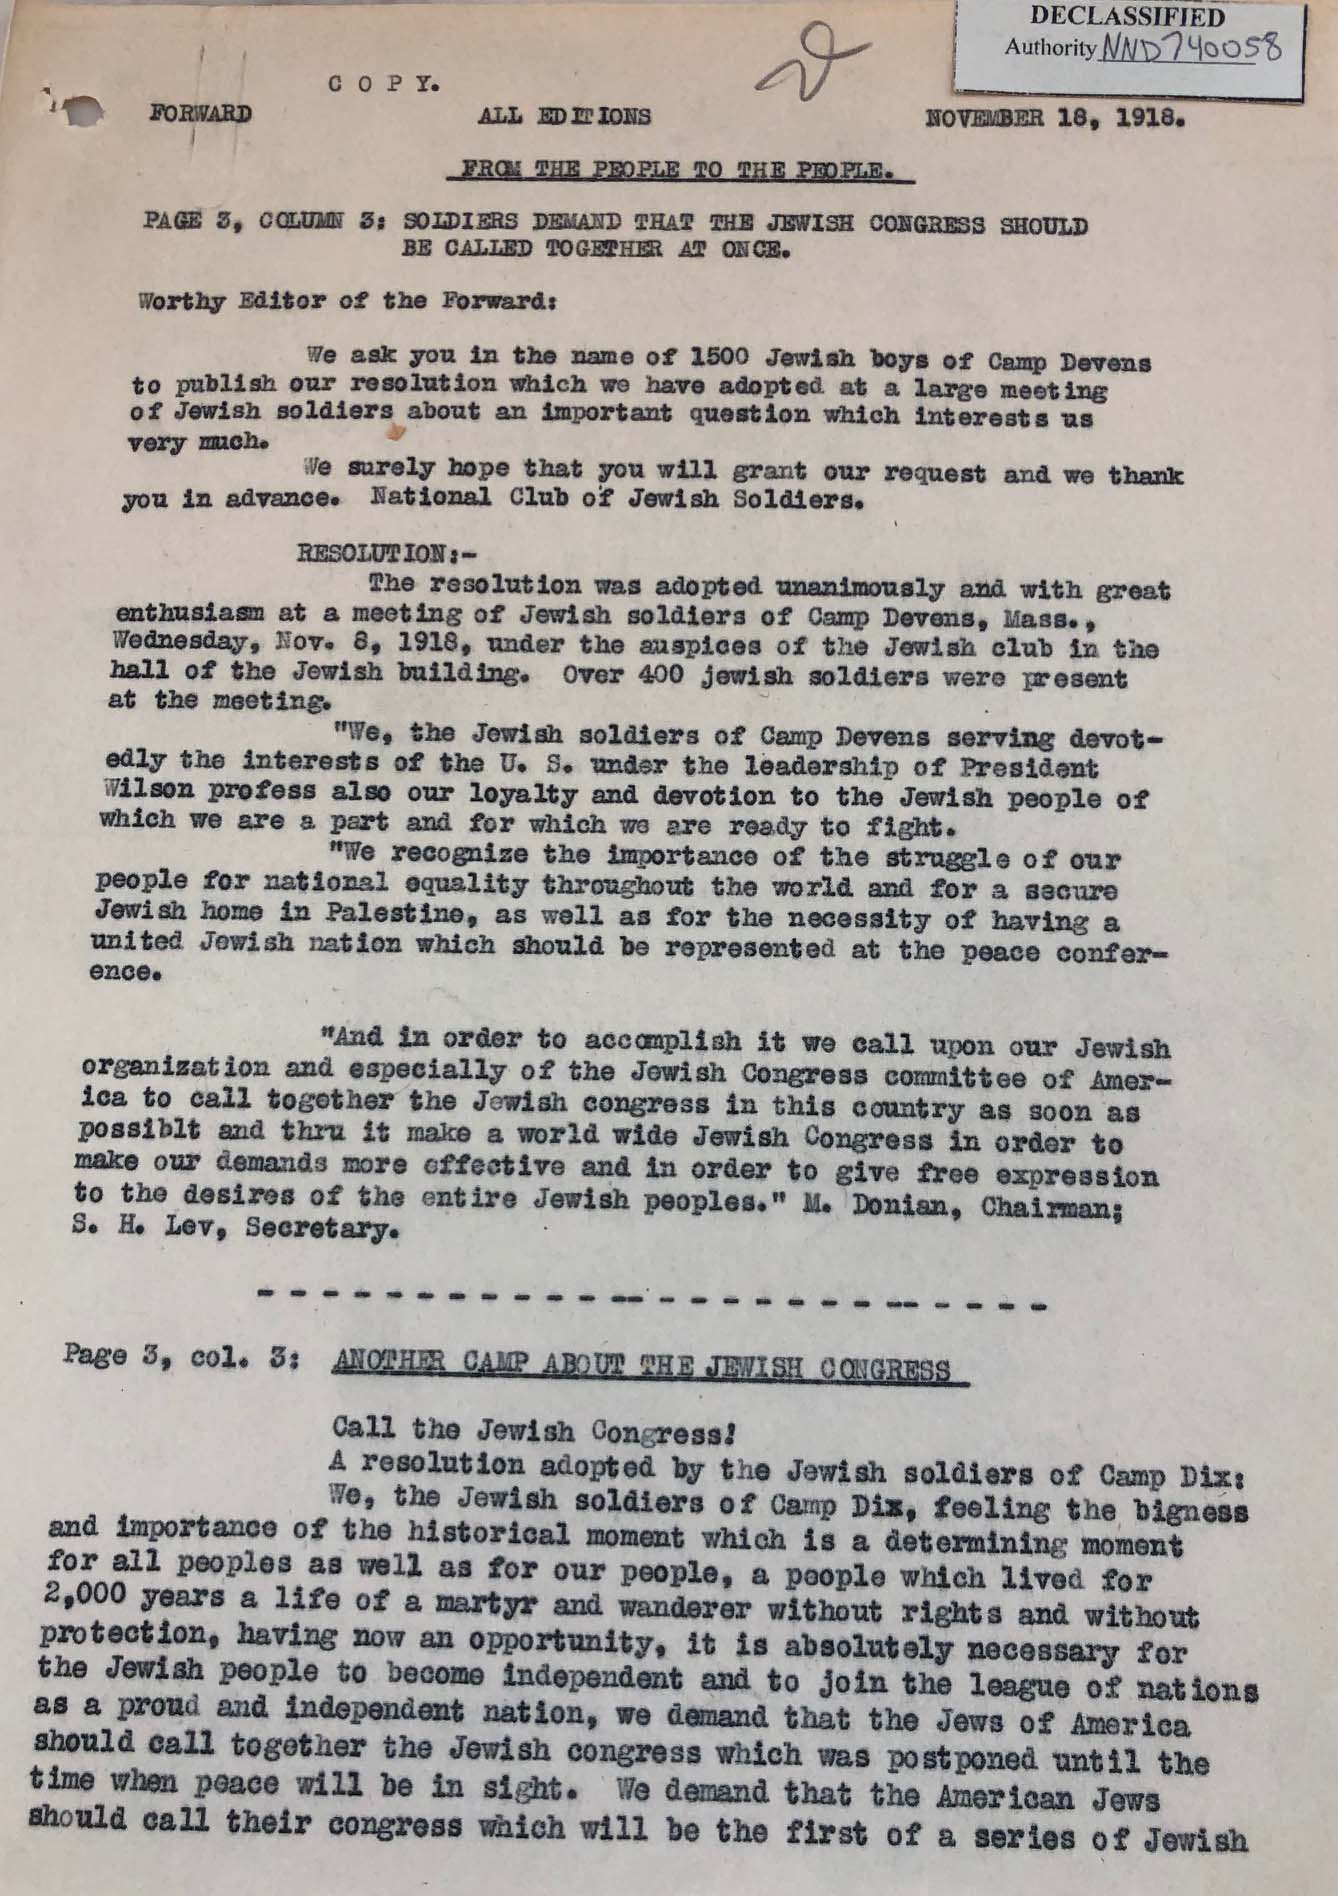 DECLASSIFIED
Authority NND740058
C O P Y.
FORWARD ALL EDITIONS NOVEMBER 18, 1918.
FROM THE PEOPLE TO THE PEOPLE.
PAGE 3, COLUMN 3: SOLDIERS DEMAND THAT THE JEWISH CONGRESS SHOULD
BE CALLED TOGETHER AT ONCE.
Worthy Editor of the Forward:
We ask you in the name of 1500 Jewish boys of Camp Devens
to publish our resolution which we have adopted at a large meeting
of Jewish soldiers about an important question which interests us
very much.
We surely hope that you will grant our request and we thank
you in advance. National Club of Jewish Soldiers.
RESOLUTION:-
The resolution was adopted unanimously and with great
enthusiasm at a meeting of Jewish soldiers of Camp Devens, Mass.,
Wednesday, Nov. 8, 1918, under the auspices of the Jewish club in the
hall of the Jewish building. Over 400 jewish soldiers were present
at the meeting.
"We, the Jewish soldiers of Camp Devens serving devot-
edly the interests of the U. S. under the leadership of President
Wilson profess also our loyalty and devotion to the Jewish people of
which we are a part and for which we are ready to fight.
"We recognize the importance of the struggle of our
people for national equality throughout the world and for a secure
Jewish home in Palestine, as well as for the necessity of having a
united Jewish nation which should be represented at the peace confer-
ence.
"And in order to accomplish it we call upon our Jewish
organization and especially of the Jewish Congress committee of Amer-
ica to call together the Jewish congress in this country as soon as
possiblt and thru it make a world wide Jewish Congress in order to
make our demands more effective and in order to give free expression
to the desires of the entire Jewish peoples." M. Donian, Chairman;
S. H. Lev, Secretary.
Page 3, col. 3: ANOTHER CAMP ABOUT THE JEWISH CONGRESS
Call the Jewish Congress!
A resolution adopted by the Jewish soldiers of Camp Dix:
We, the Jewish soldiers of Camp Dix, feeling the bigness
and importance of the historical moment which is a determining moment
for all peoples as well as for our people, a people which lived for
2,000 years a life of a martyr and wanderer without rights and without
protection, having now an opportunity, it is absolutely necessary for
the Jewish people to become independent and to join the league of nations
as a proud and independent nation, we demand that the Jews of America
should call together the Jewish congress which was postponed until the
time when peace will be in sight. We demand that the American Jews
should call their congress which will be the first of a series of Jewish